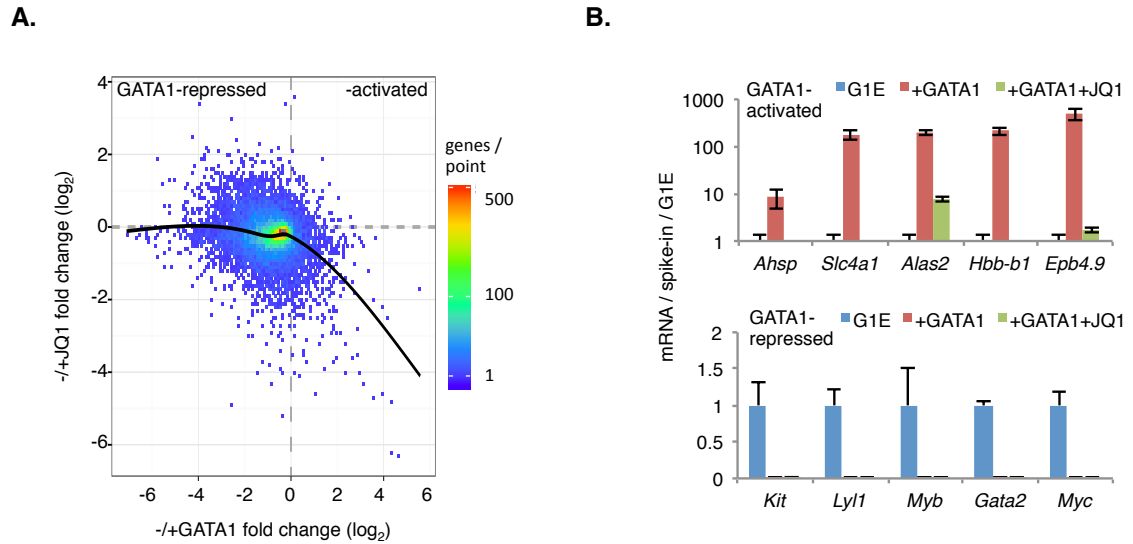 A.
GATA1-repressed
-activated
4
2
0
-2
-4
-6
-/+JQ1 fold change (log2)
-6
-4
-2
0
2
4
6
-/+GATA1 fold change (log2)
genes /
point
500
100
1
B.
mRNA / spike-in / G1E
GATA1-
activated
G1E
+GATA1
+GATA1+JQ1
1000
100
10
1
Ahsp
Slc4a1
Alas2
Hbb-b1
Epb4.9
GATA1-
repressed
G1E
+GATA1
+GATA1+JQ1
2
1.5
1
0.5
0
Kit
Lyl1
Myb
Gata2
Myc